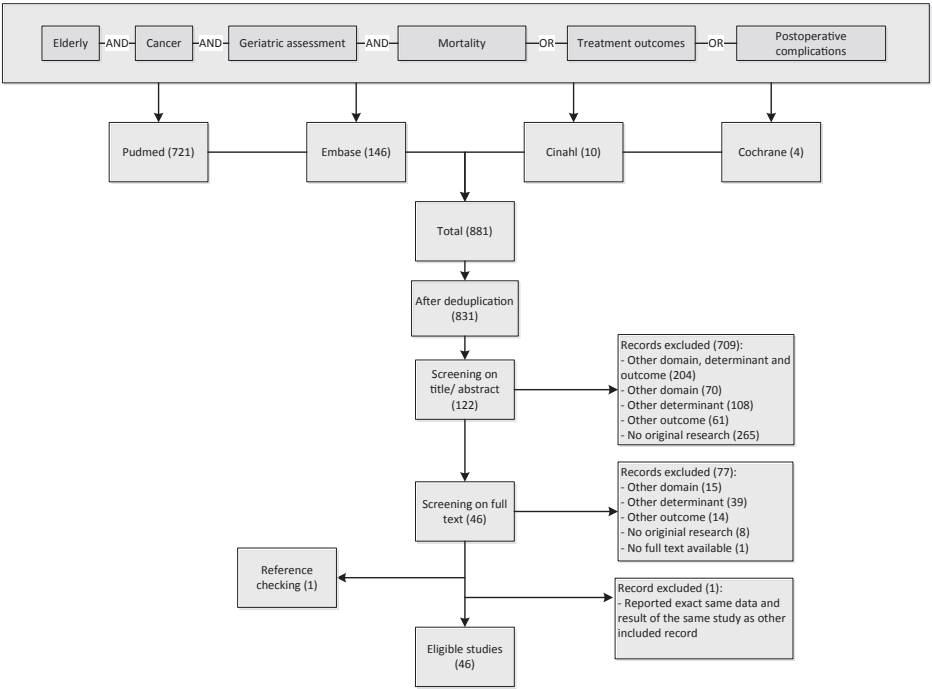 Elderly AND Cancer AND Geriatric assessment AND Mortality OR Treatment outcomes OR Postoperative
complications
Pudmed (721)
Embase (146)
Cinahl (10)
Cochrane (4)
Total (881)
After deduplication
(831)
Screening on
title/ abstract
(122)
Records excluded (709):
- Other domain, determinant and
outcome (204)
- Other domain (70)
- Other determinant (108)
- Other outcome (61)
- No original research (265)
Screening on full
text (46)
Records excluded (77):
- Other domain (15)
- Other determinant (39)
- Other outcome (14)
- No originial research (8)
- No full text available (1)
Reference
checking (1)
Record excluded (1):
- Reported exact same data and
result of the same study as other
included record
Eligible studies
(46)